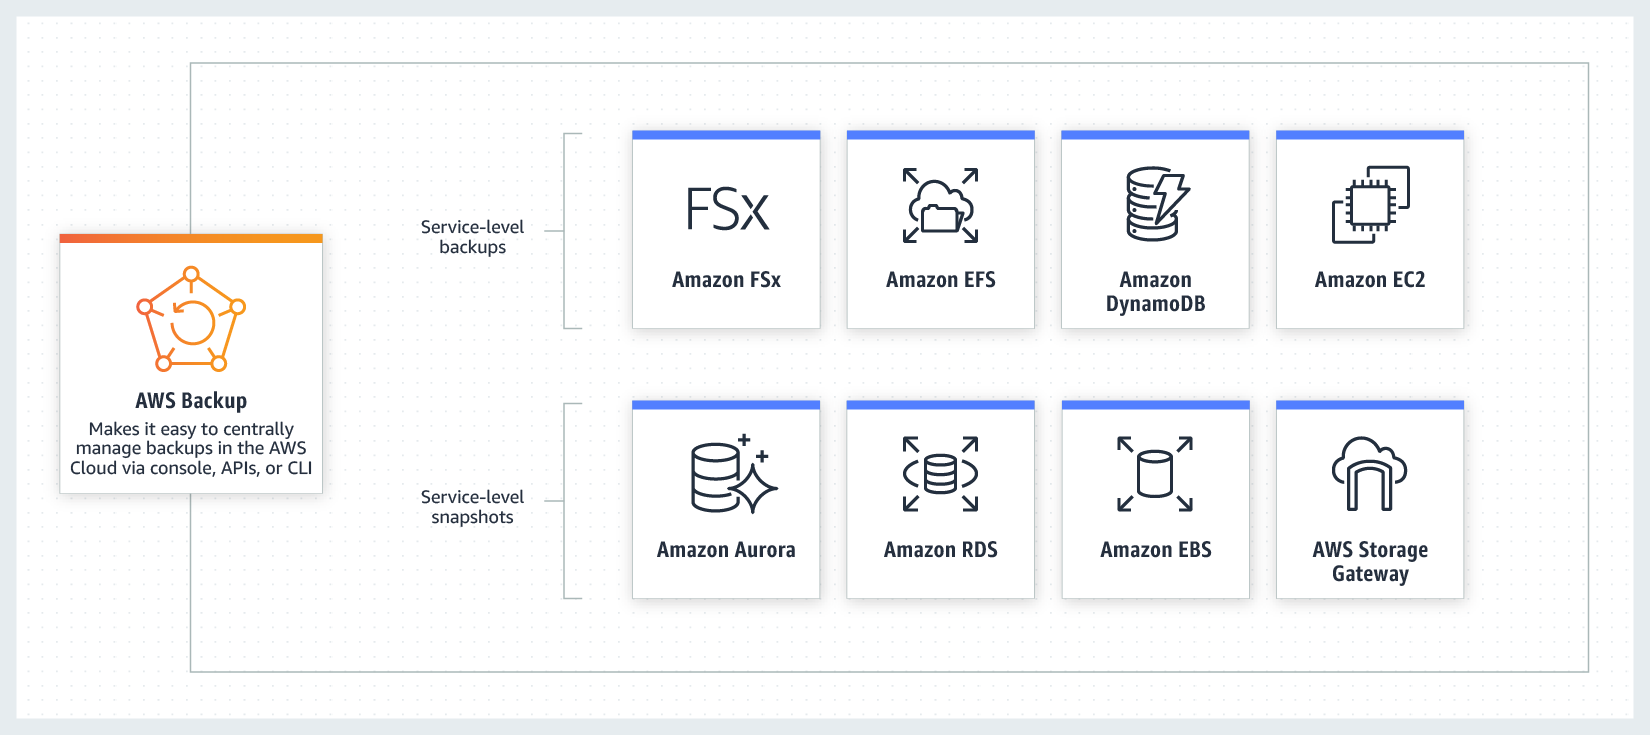 AWS Backup
Makes it easy to centrally
manage backups in the AWS
Cloud via console, APIs, or CLI
Service-level
backups
FSx
Amazon FSx
Amazon EFS
Amazon
DynamoDB
Amazon EC2
Service-level
snapshots
Amazon Aurora
Amazon RDS
Amazon EBS
AWS Storage
Gateway